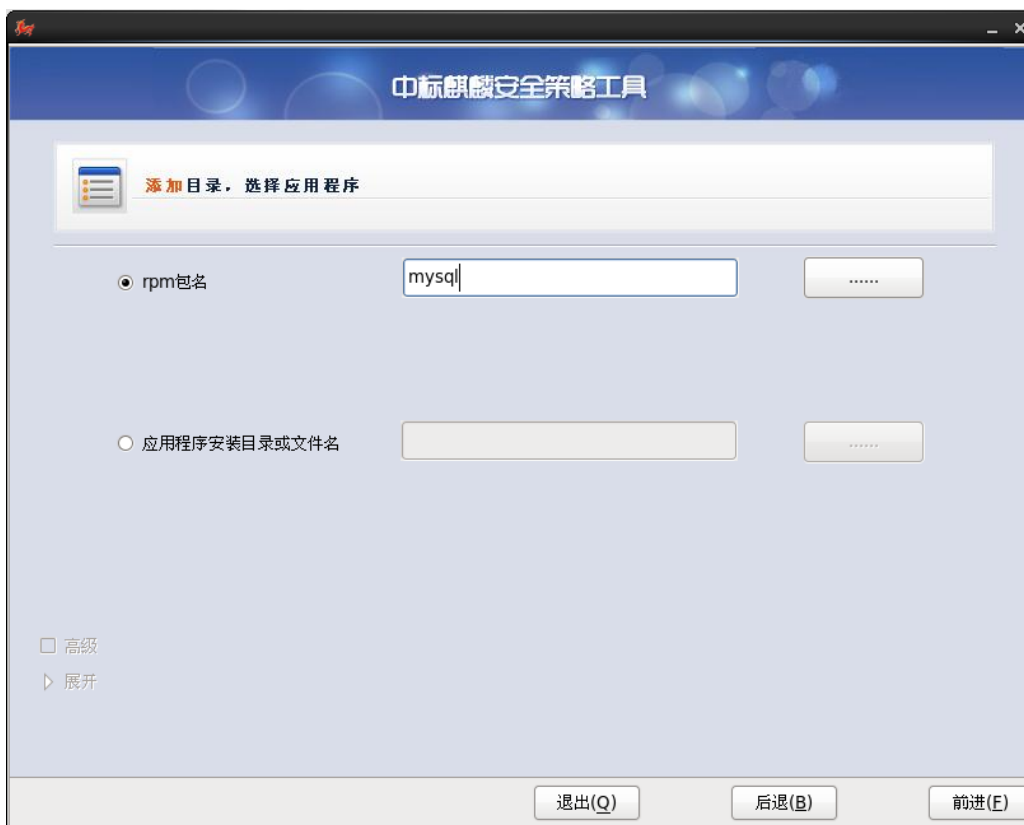 中标麒麟安全策略工具
添加目录，选择应用程序
rpm包名
mysql
......
应用程序安装目录或文件名
......
高级
展开
退出(Q)
后退(B)
前进(F)